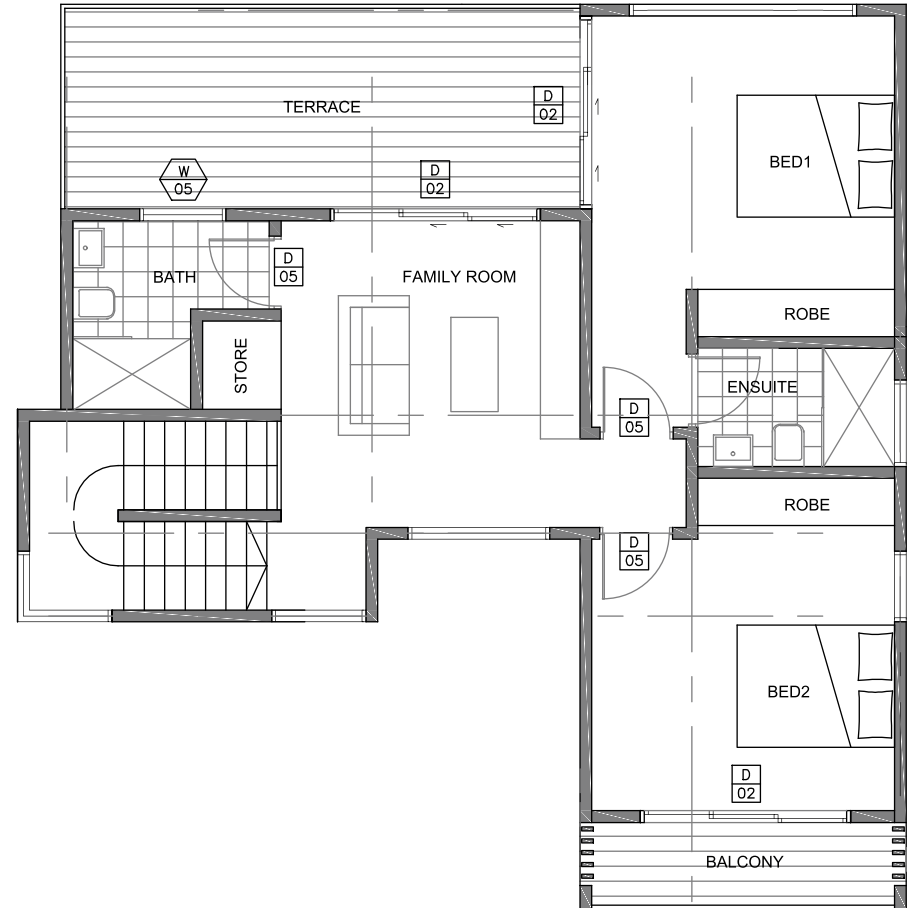 TERRACE
D
02
BED1
W
05
D
02
BATH
D
05
FAMILY ROOM
ROBE
STORE
ENSUITE
D
05
ROBE
D
05
BED2
D
02
BALCONY